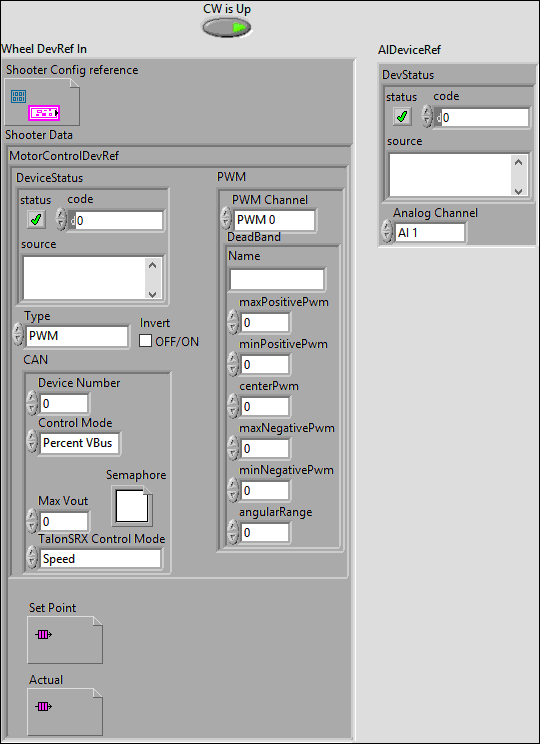 CW is Up
Wheel DevRef In
Shooter Config reference
Shooter Data
MotorControlDevRef
DeviceStatus
status
code
d
0
source
Type
PWM
Invert
OFF/ON
CAN
Device Number
0
Control Mode
Percent VBus
Semaphore
Max Vout
0
TalonSRX Control Mode
Speed
PWM
PWM Channel
PWM 0
DeadBand
Name
maxPositivePwm
0
minPositivePwm
0
centerPwm
0
maxNegativePwm
0
minNegativePwm
0
angularRange
0
Set Point
Actual
AIDeviceRef
DevStatus
status
code
d
0
source
Analog Channel
AI 1